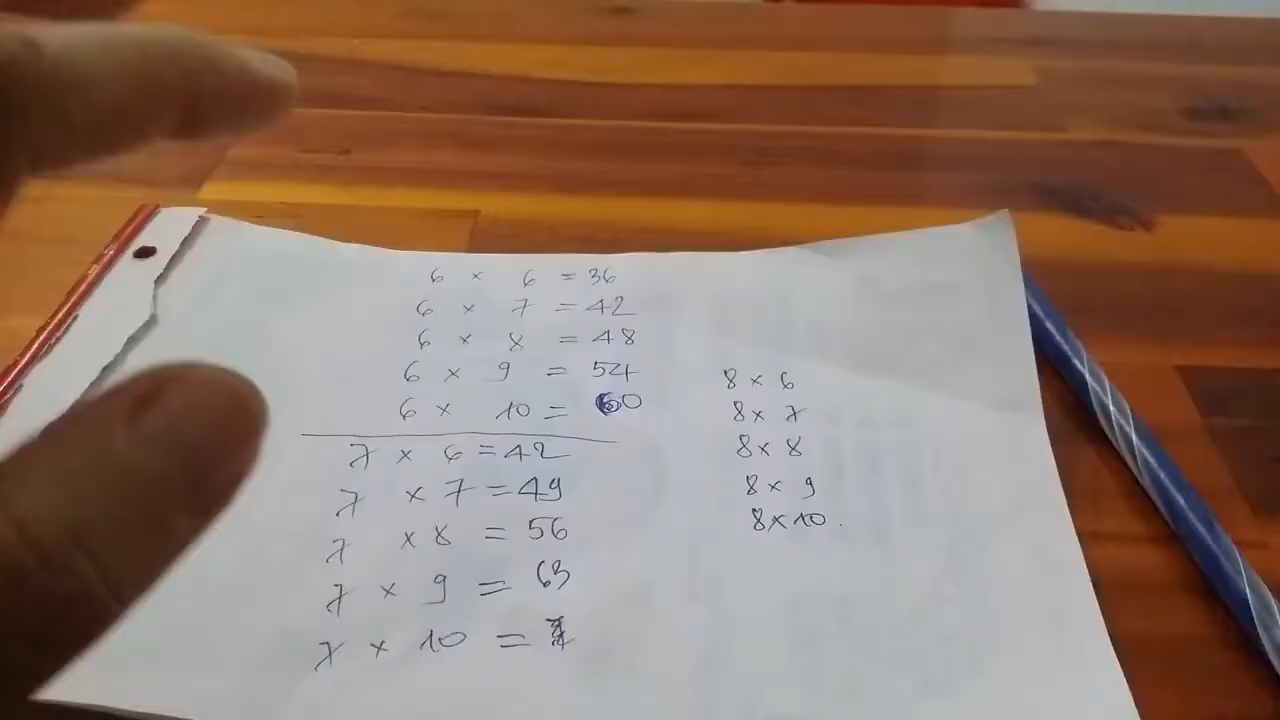 6 × 6 = 36
6 × 7 = 42
6 × 8 = 48
6 × 9 = 54
6 × 10 = 60
7 × 6 = 42
7 × 7 = 49
7 × 8 = 56
7 × 9 = 63
7 × 10 =
8 × 6
8 × 7
8 × 8
8 × 9
8 × 10.